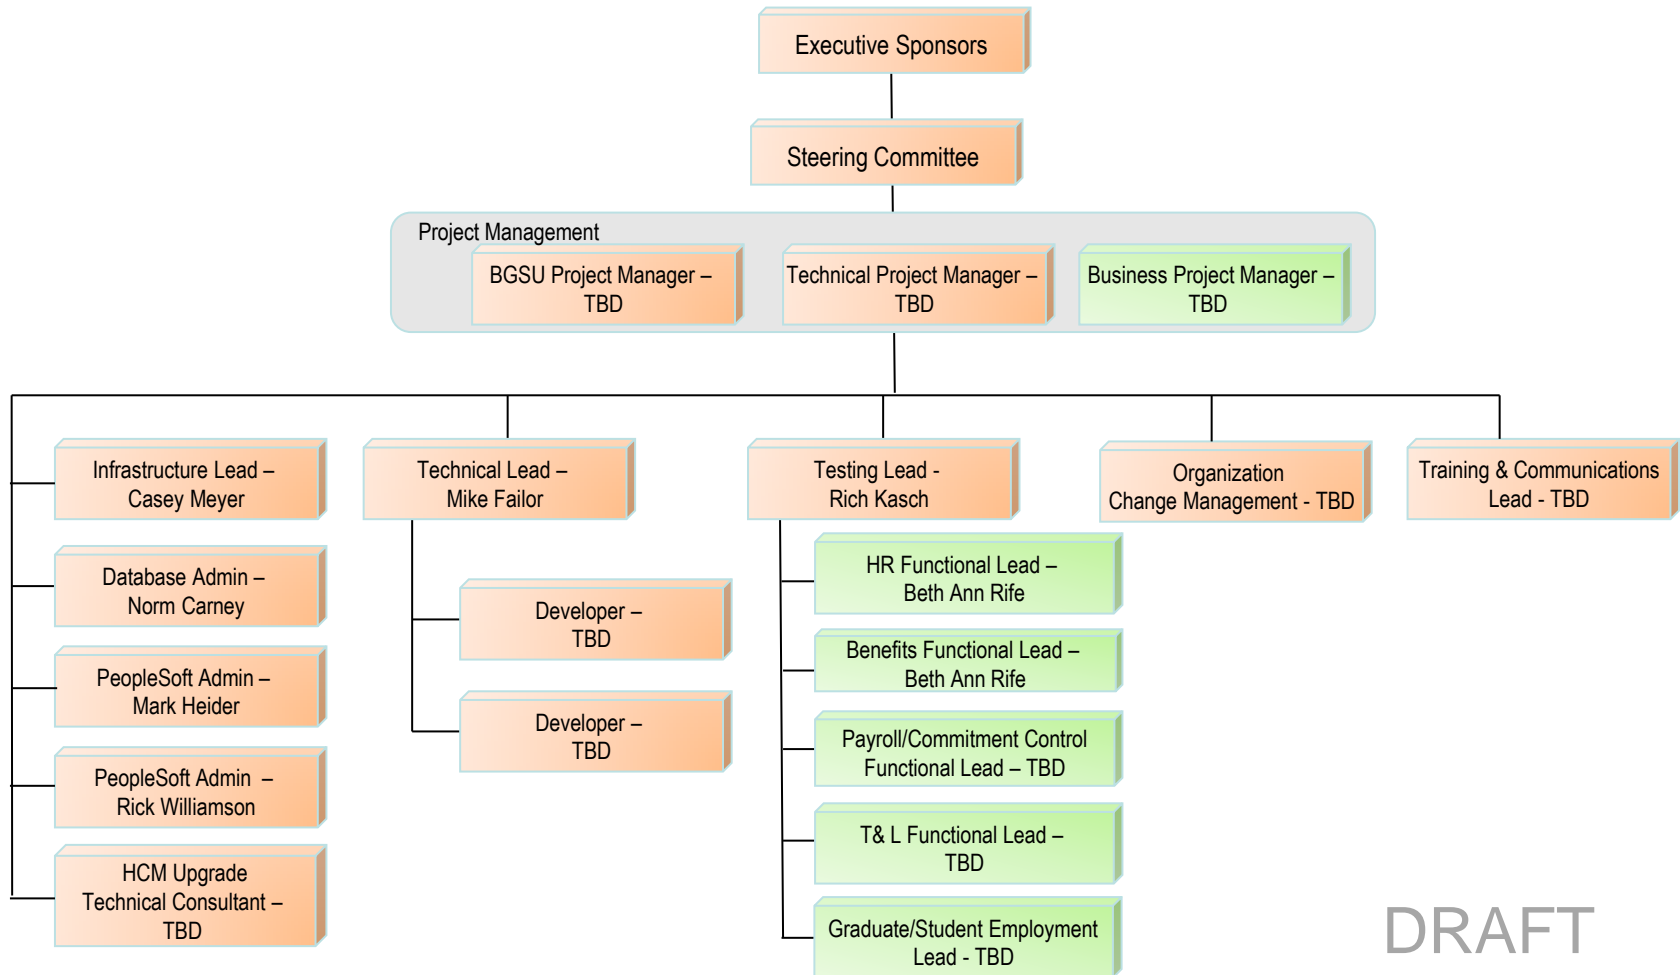 Executive Sponsors
Steering Committee
Project Management
BGSU Project Manager –
TBD
Technical Project Manager –
TBD
Business Project Manager –
TBD
Infrastructure Lead –
Casey Meyer
Database Admin –
Norm Carney
PeopleSoft Admin –
Mark Heider
PeopleSoft Admin –
Rick Williamson
HCM Upgrade
Technical Consultant –
TBD
Technical Lead –
Mike Failor
Developer –
TBD
Developer –
TBD
Testing Lead -
Rich Kasch
HR Functional Lead –
Beth Ann Rife
Benefits Functional Lead –
Beth Ann Rife
Payroll/Commitment Control
Functional Lead – TBD
T& L Functional Lead –
TBD
Graduate/Student Employment
Lead - TBD
Organization
Change Management - TBD
Training & Communications
Lead - TBD
DRAFT